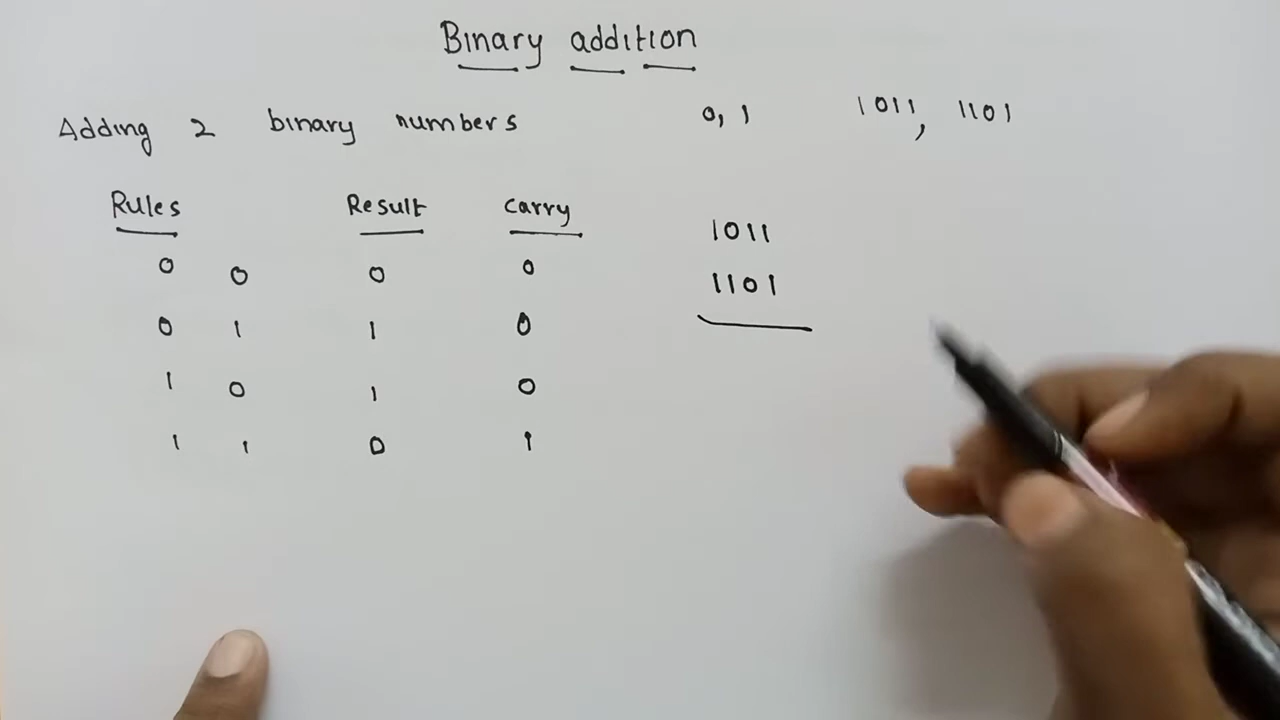 Binary addition
Adding 2 binary numbers 0, 1 1011, 1101
Rules Result Carry
0 0 0 0
0 1 1 0
1 0 1 0
1 1 0 1
1011
1101